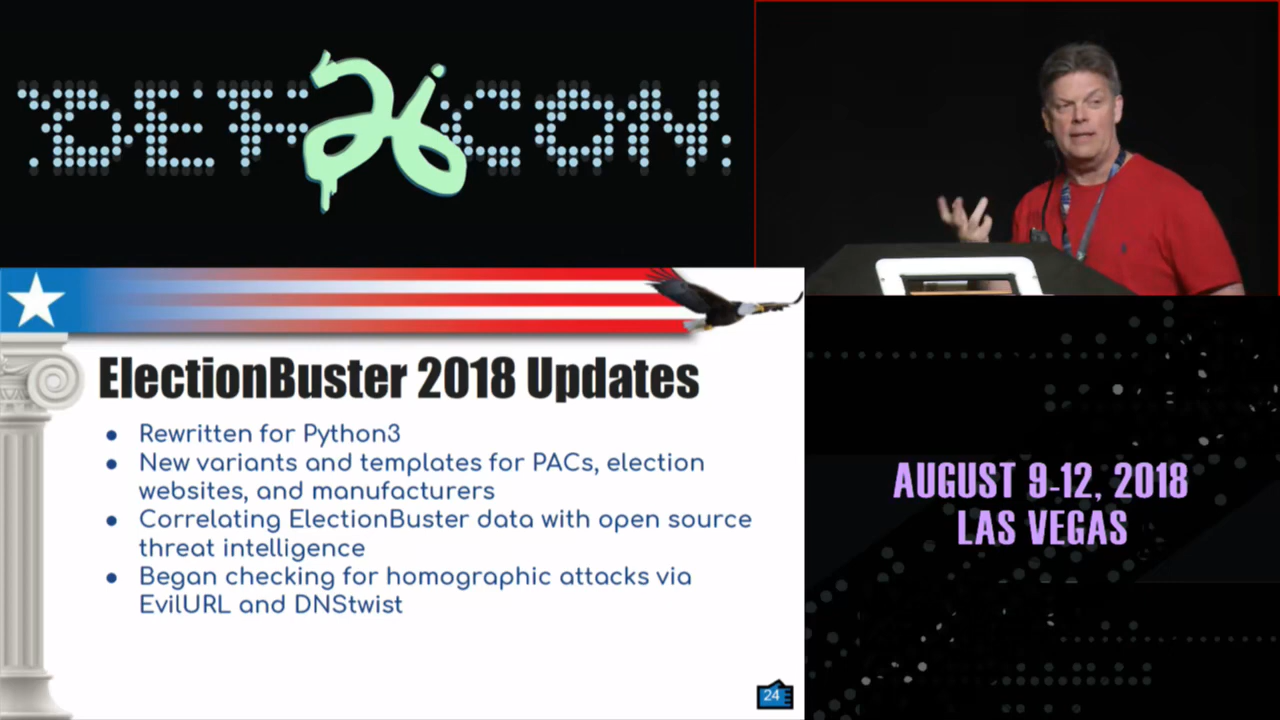 DEF 26 CON
ElectionBuster 2018 Updates
● Rewritten for Python3
● New variants and templates for PACs, election
websites, and manufacturers
● Correlating ElectionBuster data with open source
threat intelligence
● Began checking for homographic attacks via
EvilURL and DNStwist
24
AUGUST 9-12, 2018
LAS VEGAS